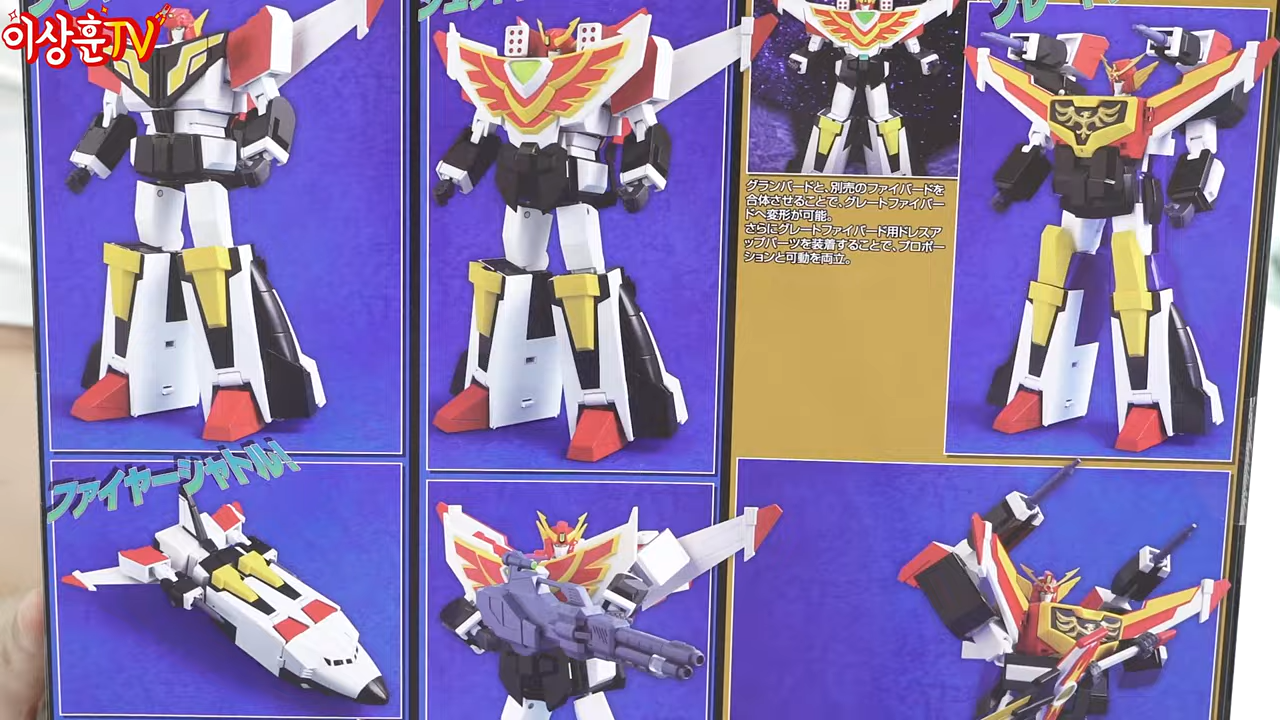 이상훈TV
グランバードと、別売のファイバードを
合体させることで、グレートファイバー
ドへ変形が可能。
さらにグレートファイバード用ドレスア
ップパーツを装着することで、プロポー
ションと可動を両立。
ファイヤーシャトル!